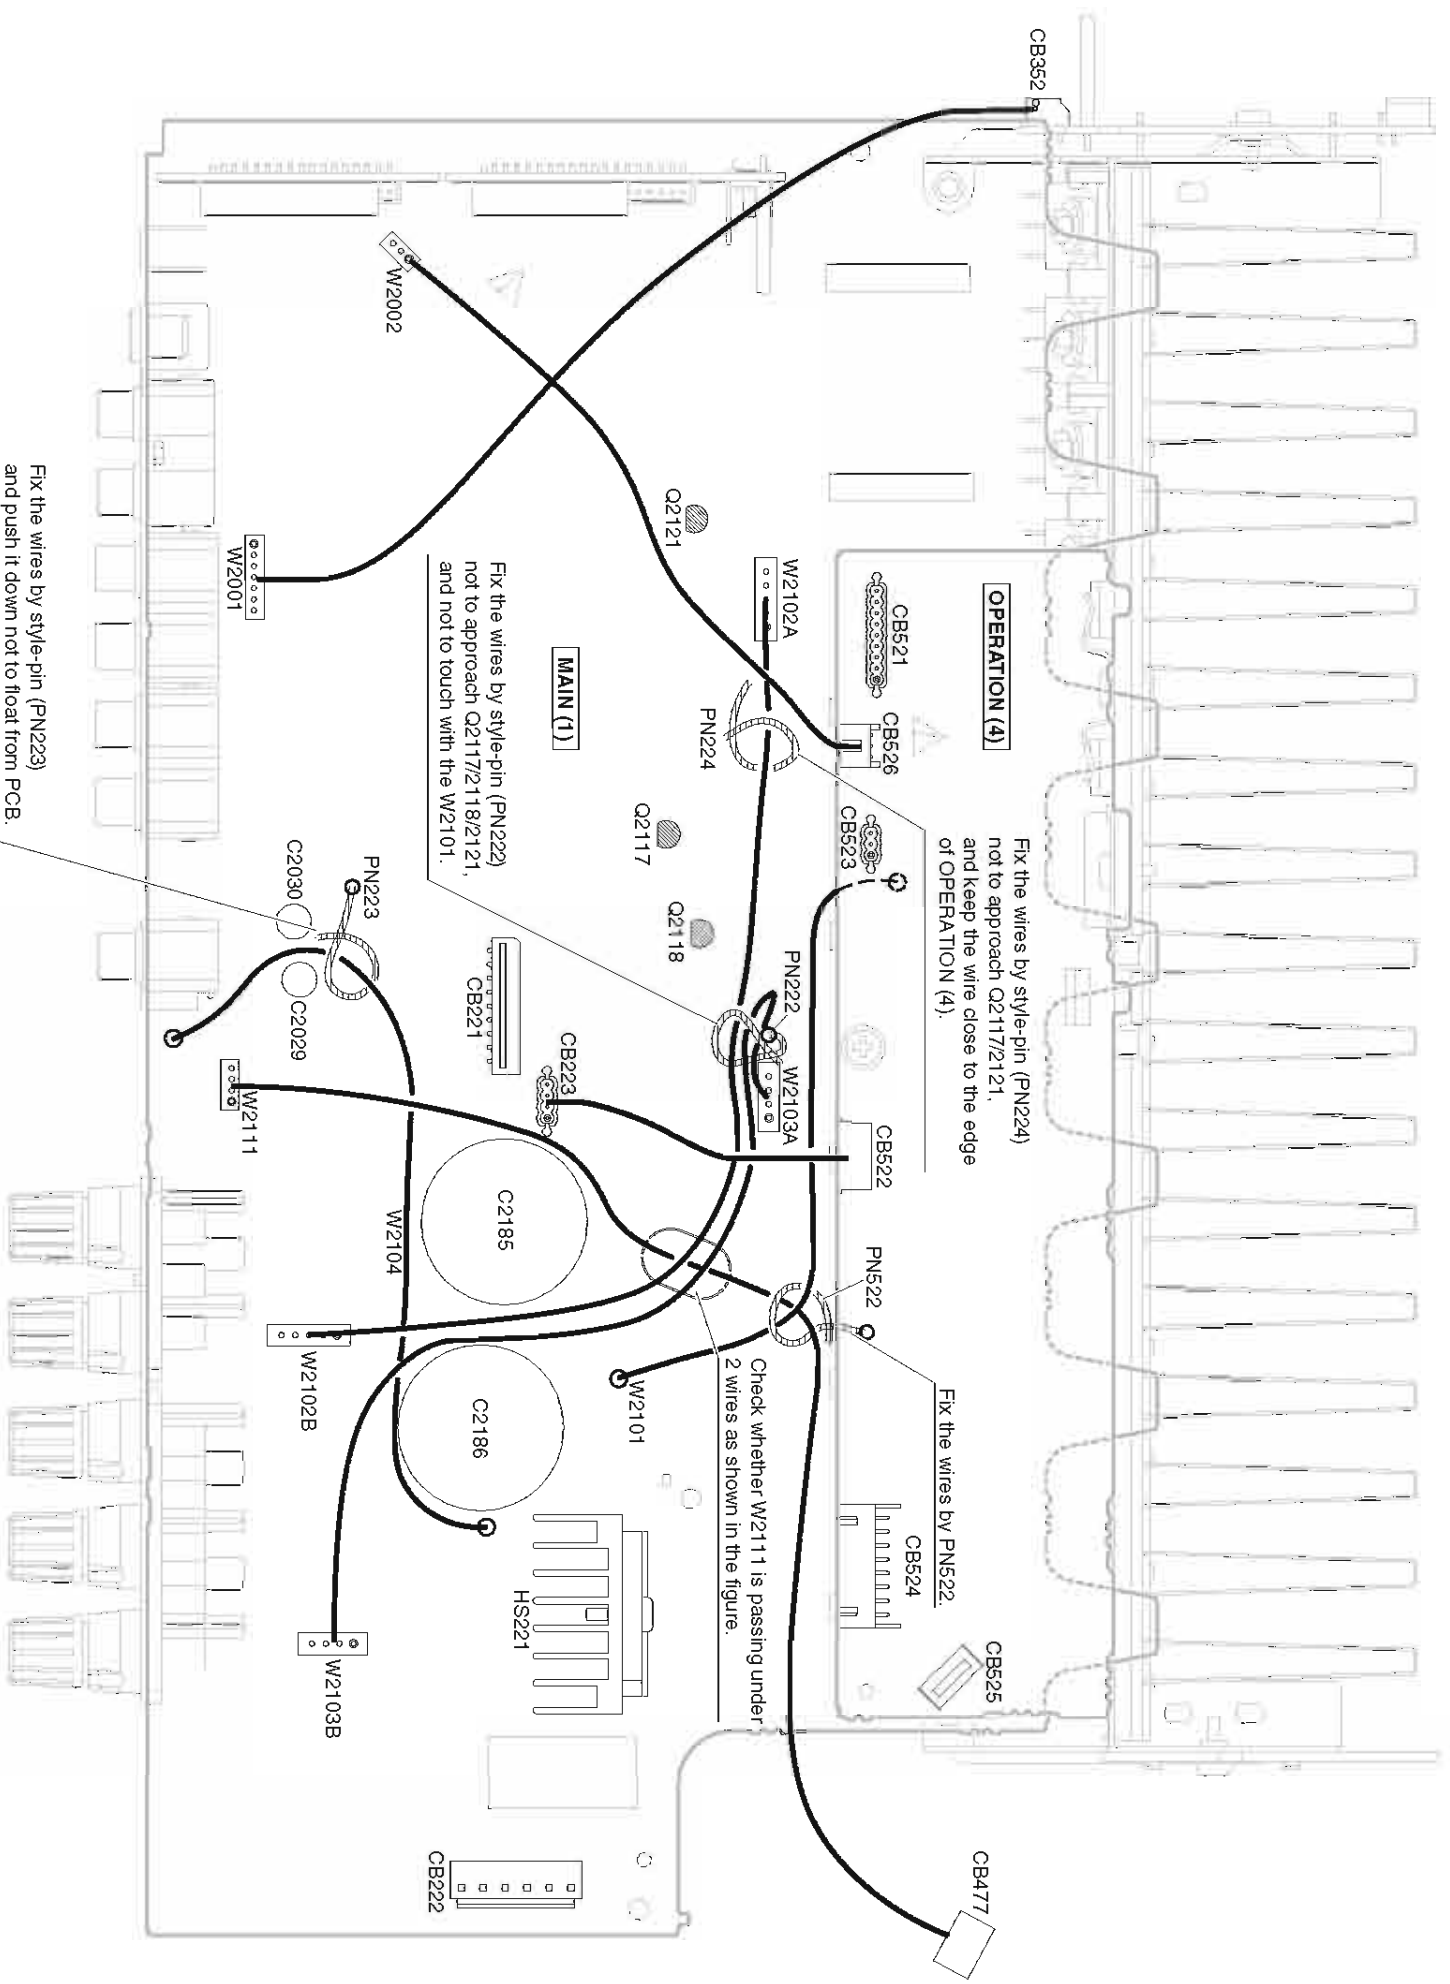 CB352
W2002
W2001
Q2121
W2102A
CB521
OPERATION (4)
CB526
PN224
MAIN (1)
CB523
Q2117
Q2118
Fix the wires by style-pin (PN224)
not to approach Q2117/2121,
and keep the wire close to the edge
of OPERATION (4).
Fix the wires by style-pin (PN222)
not to approach Q2117/2118/2121,
and not to touch with the W2101.
Fix the wires by style-pin (PN223)
and push it down not to float from PCB.
C2030
PN223
C2029
CB221
PN222
W2103A
CB223
CB522
W2111
C2185
W2104
PN522
Fix the wires by PN522.
W2102B
C2186
W2101
Check whether W2111 is passing under
2 wires as shown in the figure.
CB524
HS221
CB525
W2103B
CB222
CB477